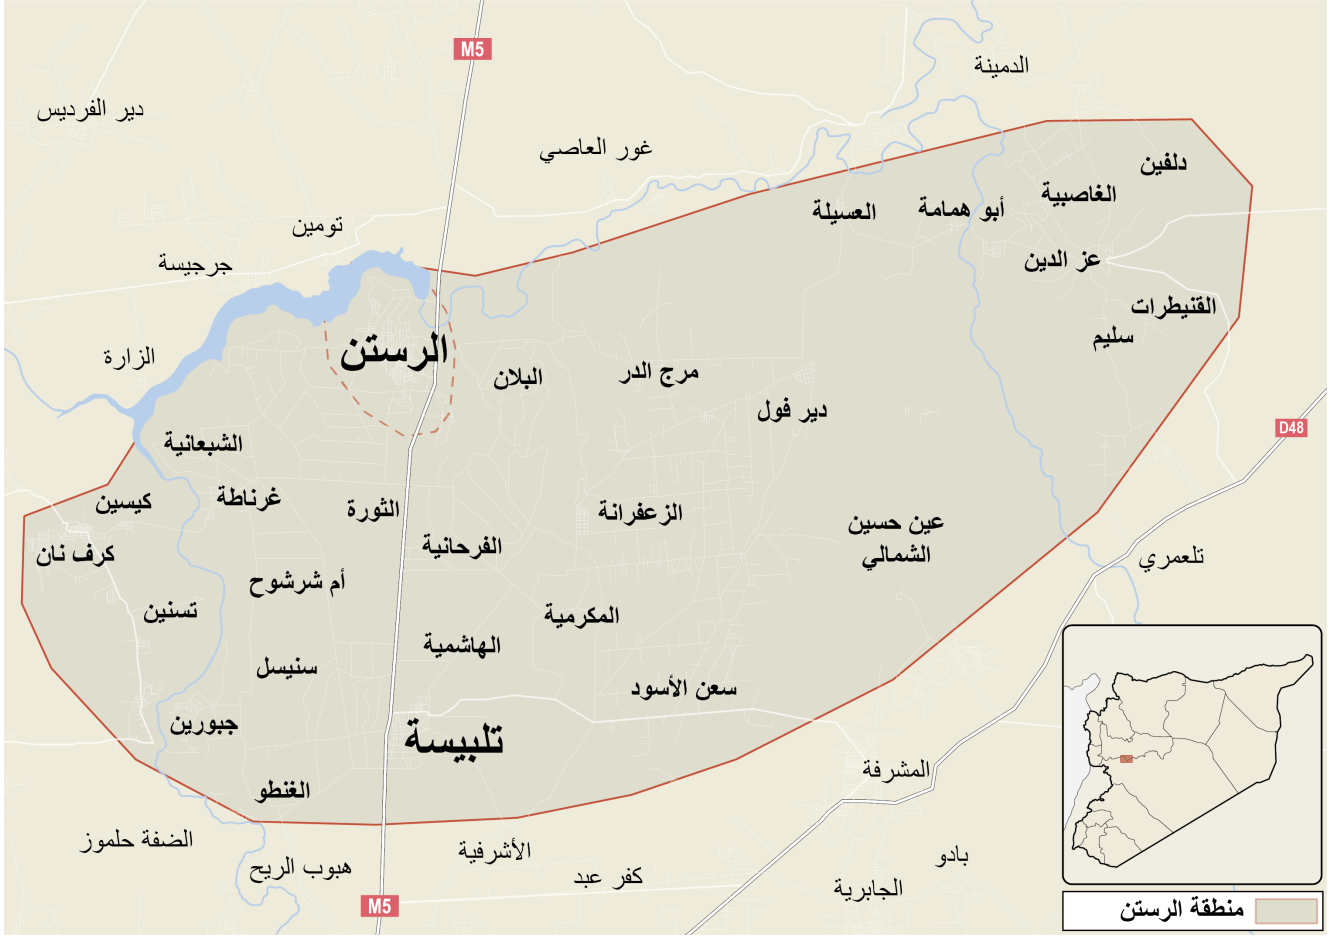 M5
الدمينة
دير الفرديس
غور العاصي
دلفين
الغاصبية
أبو همامة
العسيلة
تومين
جرجيسة
عز الدين
القنيطرات
سليم
الرستن
الزارة
مرج الدر
البلان
دير فول
D48
الشبعانية
غرناطة
كيسين
الثورة
الزعفرانة
عين حسين
الشمالي
الفرحانية
كرف نان
تلعمري
أم شرشوح
تسنين
المكرمية
الهاشمية
سنيسل
سعن الأسود
جبورين
تلبيسة
المشرفة
الغنطو
الضفة حلموز
هبوب الريح
الأشرفية
كفر عبد
بادو
الجابرية
M5
منطقة الرستن